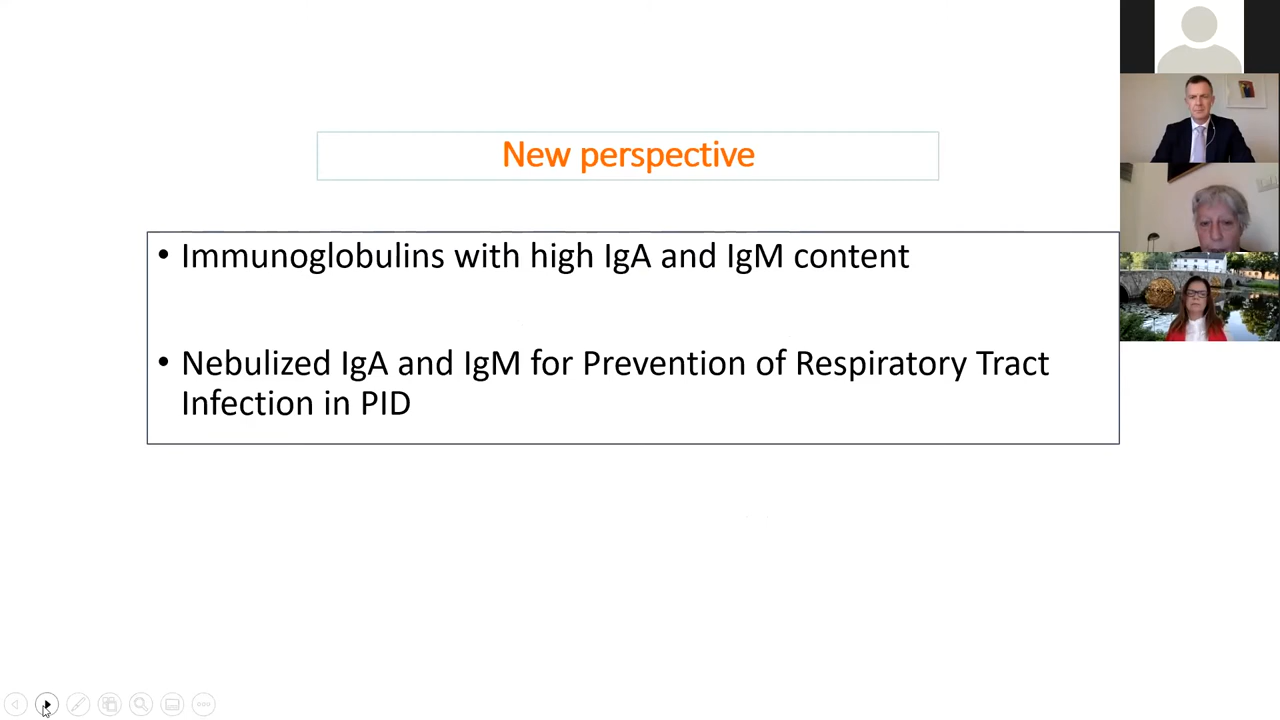 New perspective
• Immunoglobulins with high IgA and IgM content
• Nebulized IgA and IgM for Prevention of Respiratory Tract
Infection in PID